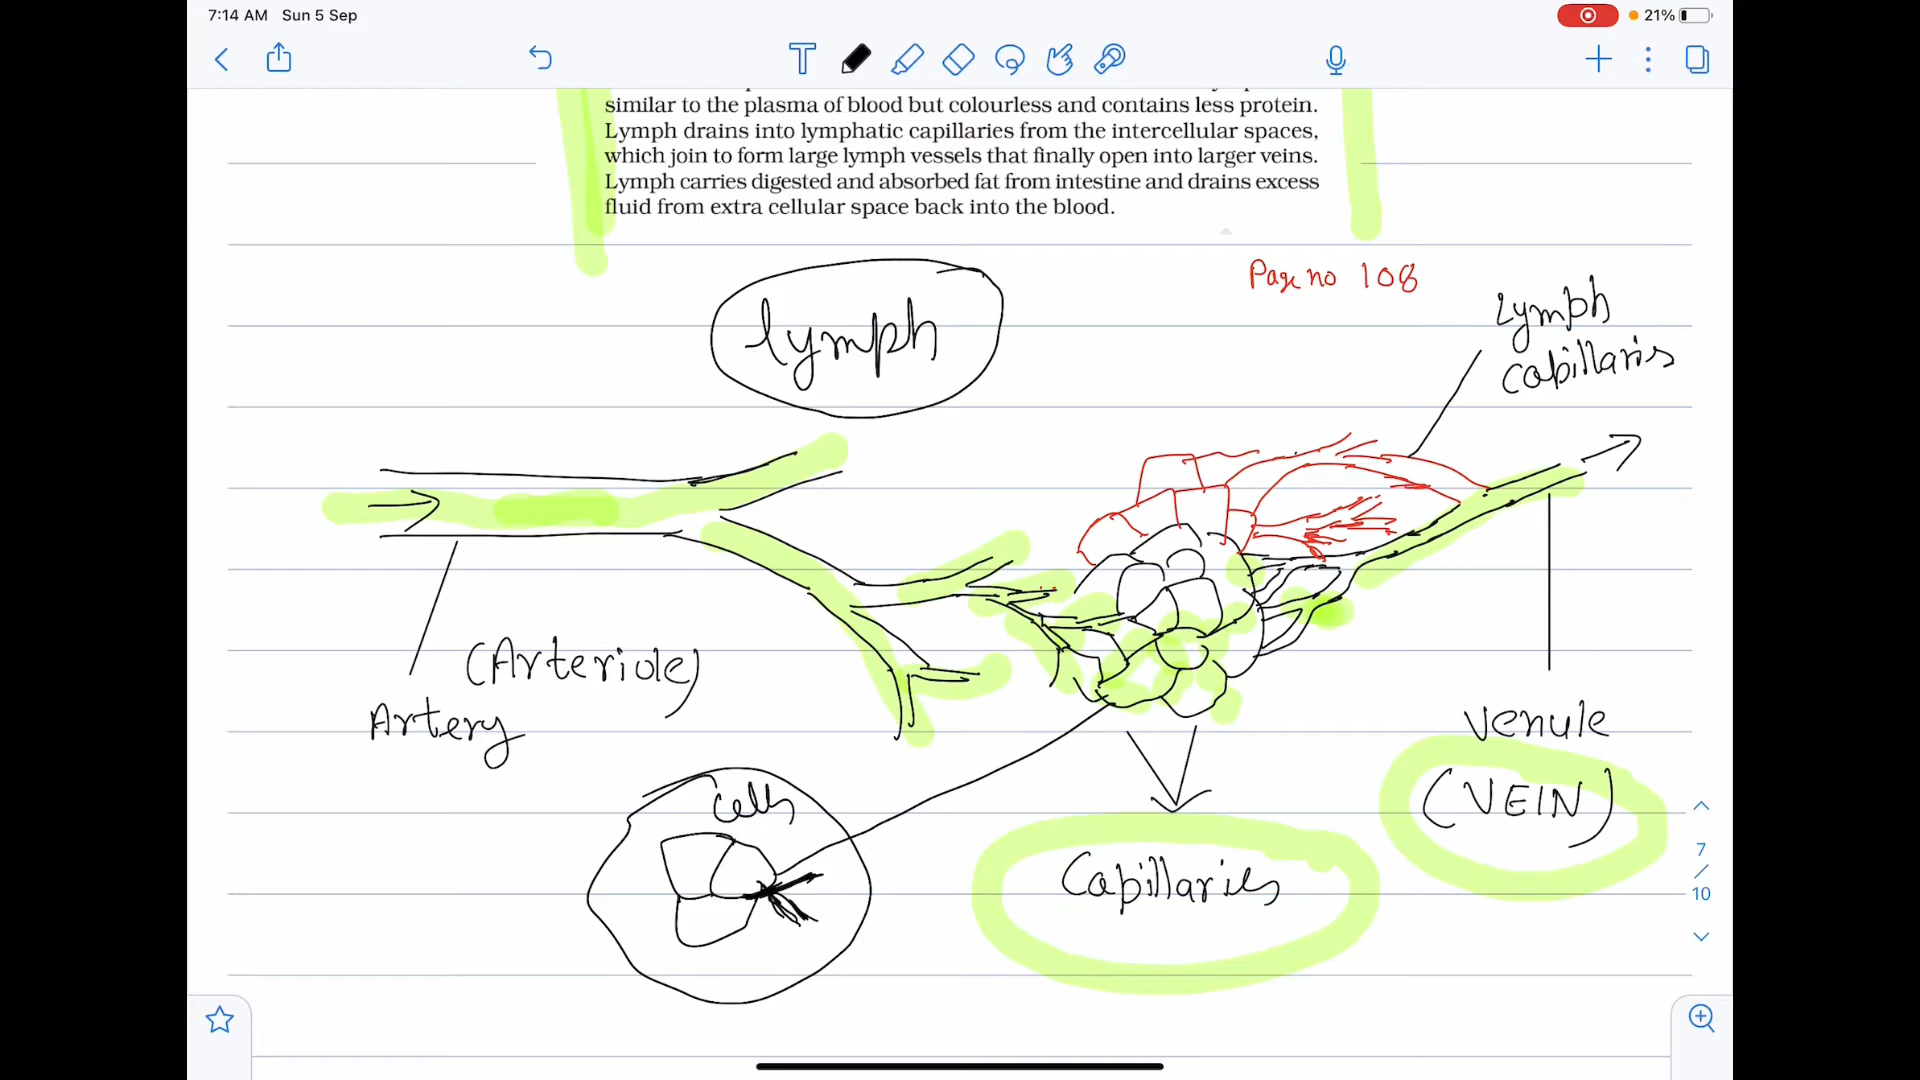 7:14 AM Sun 5 Sep
21%
similar to the plasma of blood but colourless and contains less protein.
Lymph drains into lymphatic capillaries from the intercellular spaces,
which join to form large lymph vessels that finally open into larger veins.
Lymph carries digested and absorbed fat from intestine and drains excess
fluid from extra cellular space back into the blood.
Page no 108
lymph
Lymph
capillaries
(Arteriole)
Artery
venule
(VEIN)
cells
Capillaries
7
/
10